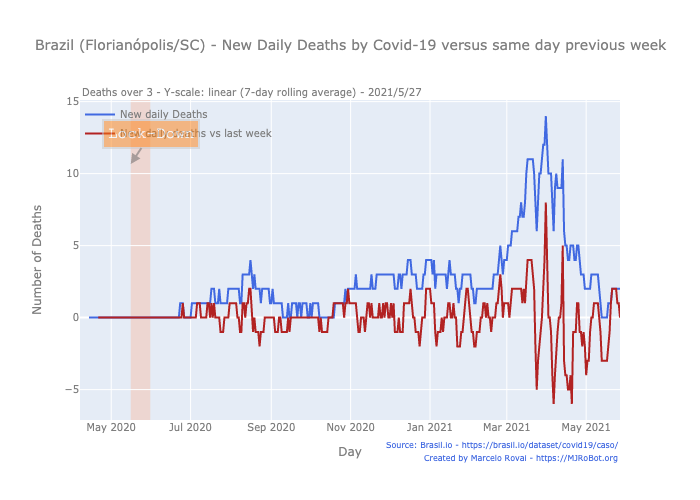 Brazil (Florianópolis/SC) - New Daily Deaths by Covid-19 versus same day previous week
Deaths over 3 - Y-scale: linear (7-day rolling average) - 2021/5/27
New daily Deaths
New daily Deaths vs last week
Number of Deaths
15
10
5
0
−5
May 2020
Jul 2020
Sep 2020
Nov 2020
Jan 2021
Mar 2021
May 2021
Day
Source: Brasil.io - https://brasil.io/dataset/covid19/caso/
Created by Marcelo Rovai - https://MJRoBot.org